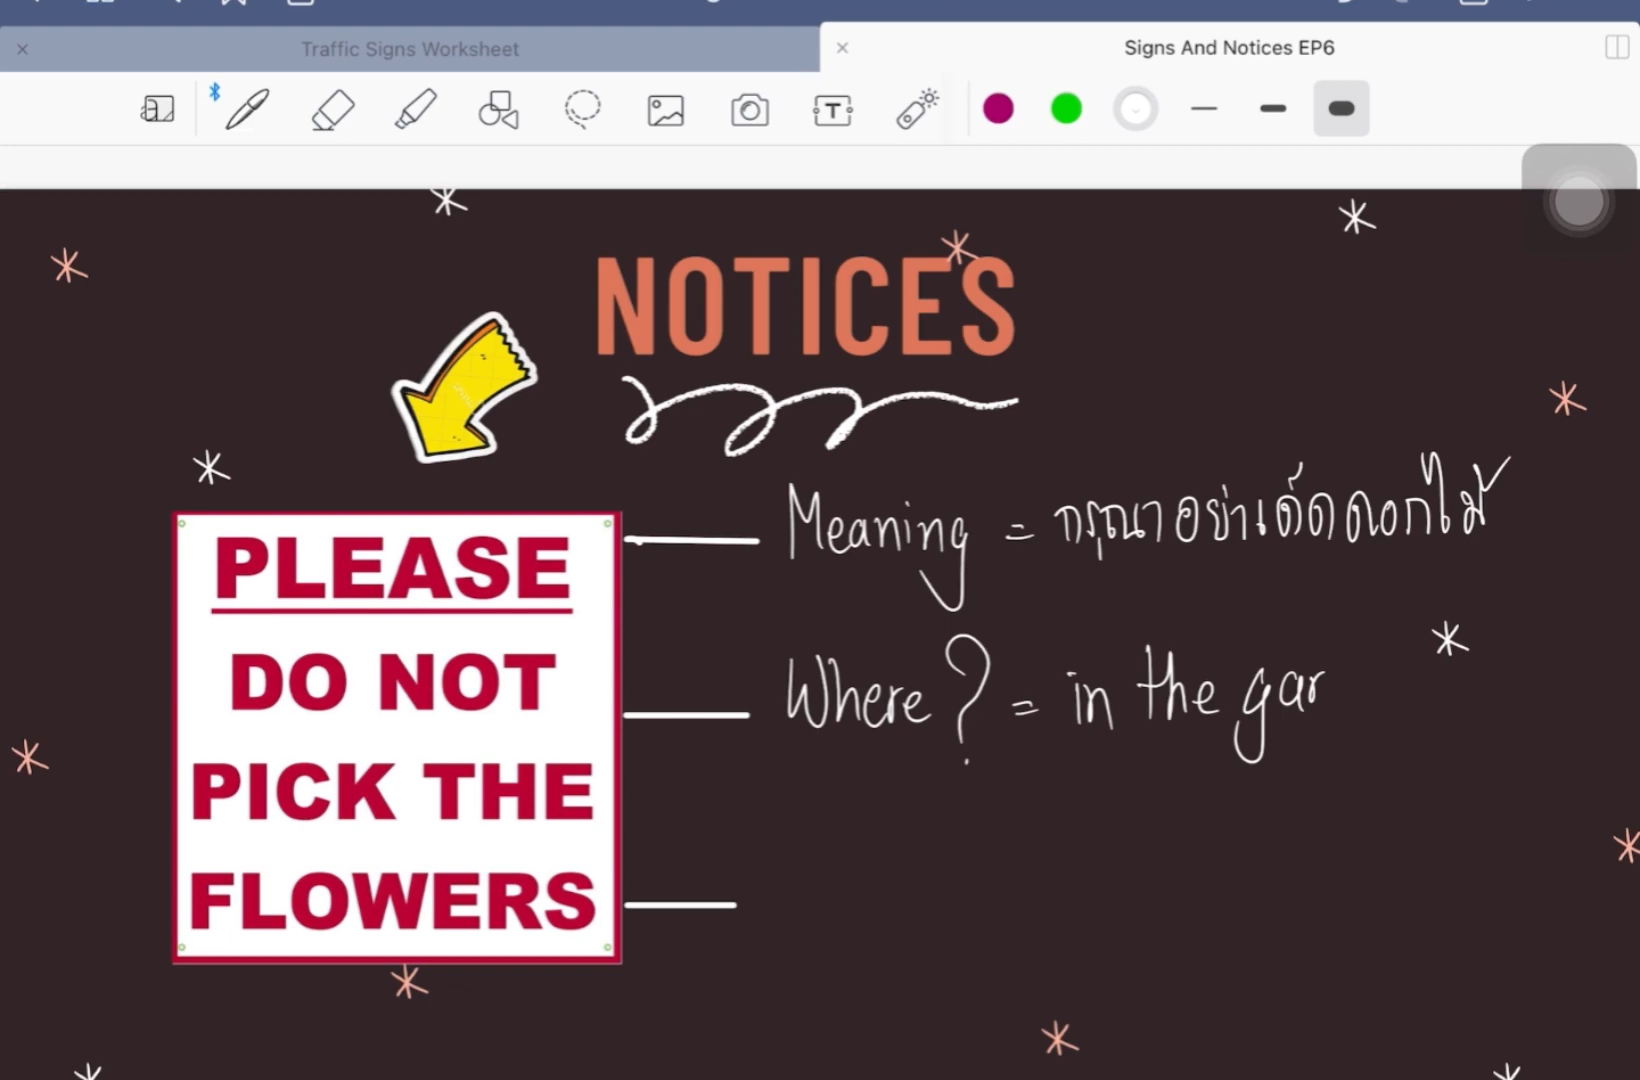 Traffic Signs Worksheet
Signs And Notices EP6
NOTICES
PLEASE
DO NOT
PICK THE
FLOWERS
Meaning = กรุณาอย่าเด็ดดอกไม้
Where? = in the gar